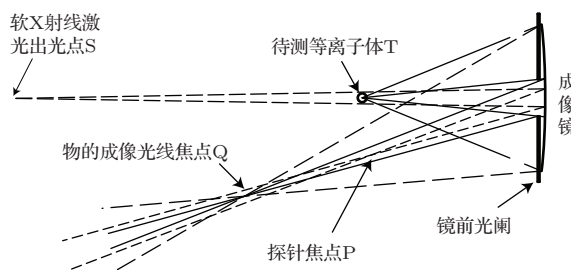 软X射线激
光出光点S
待测等离子体T
成
像
镜
物的成像光线焦点Q
镜前光阑
探针焦点P